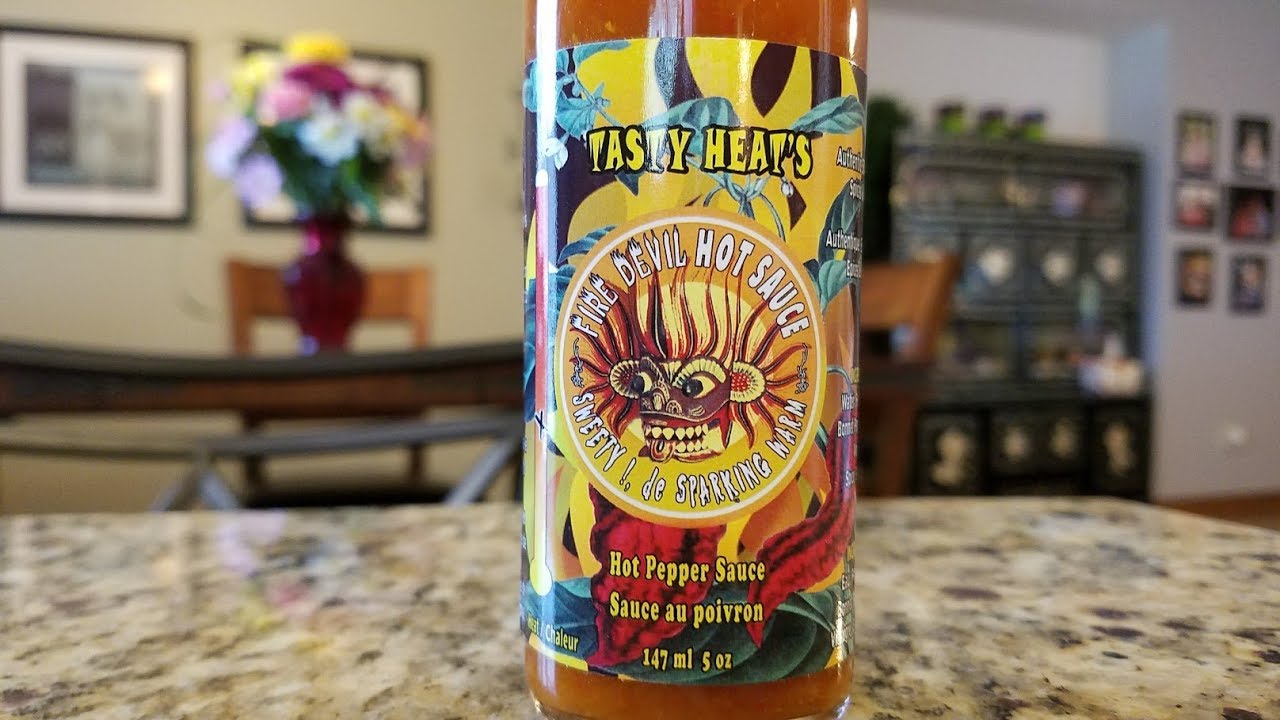 TASTY HEAT'S
FIRE DEVIL HOT SAUCE
SWEETY !, de SPARKING WARM
Hot Pepper Sauce
Sauce au poivron
147 ml 5 oz
/ Chaleur